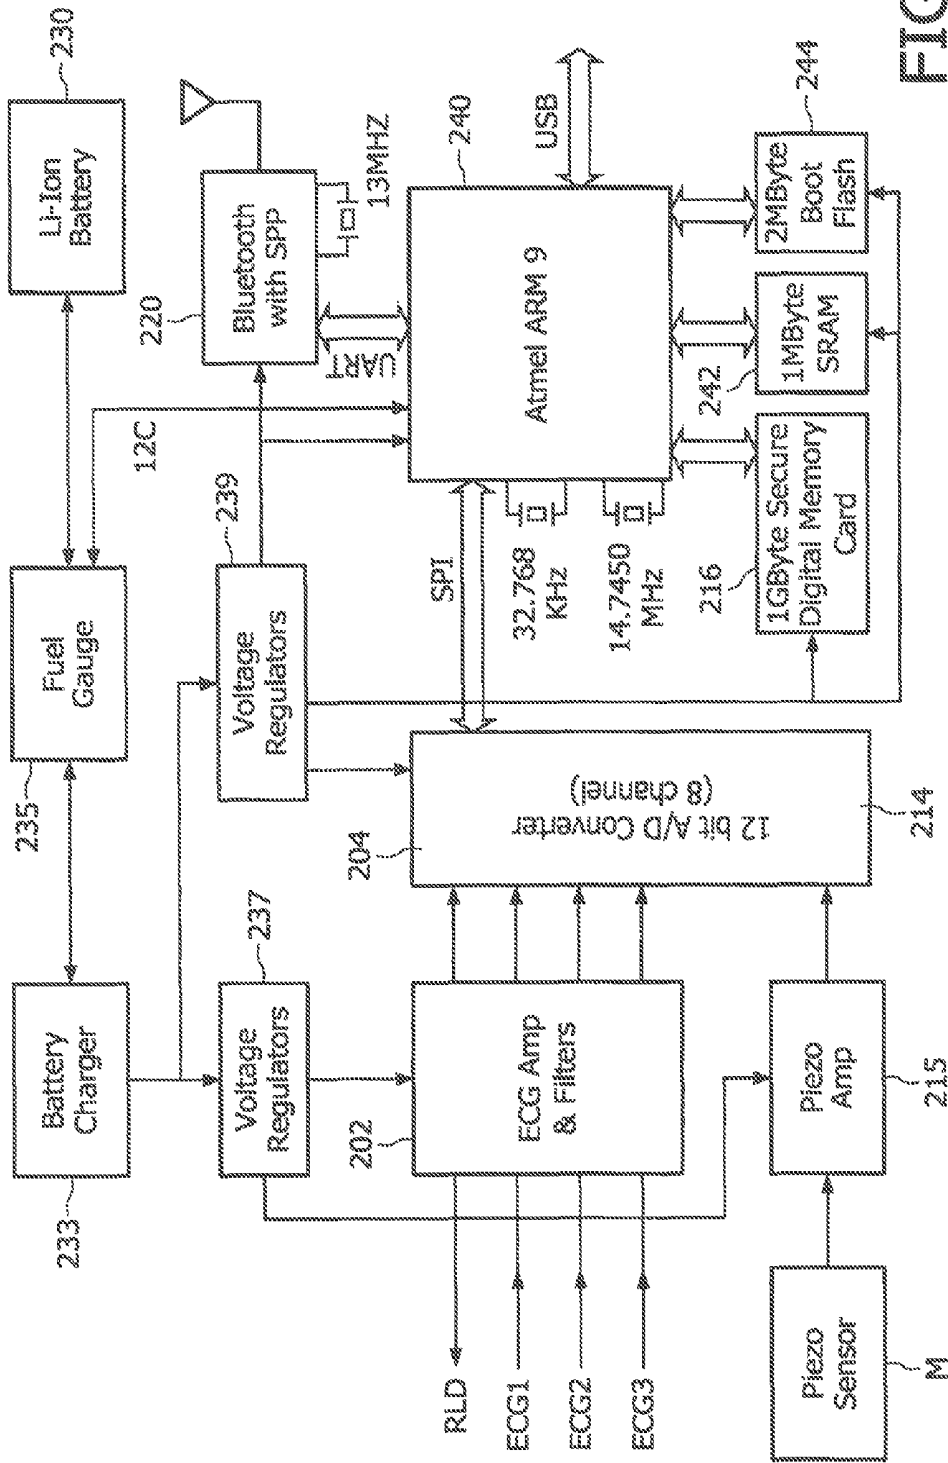 230
Li-Ion
Battery
Fuel
Gauge
235
Battery
Charger
233
220
Bluetooth
with SPP
13MHZ
12C
239
Voltage
Regulators
237
Voltage
Regulators
UART
240
Atmel ARM 9
USB
SPI
32.768
KHz
14.7450
MHz
204
12 bit A/D Converter
(8 channel)
214
202
ECG Amp
& Filters
RLD
ECG1
ECG2
ECG3
244
2MByte
Boot
Flash
242
1MByte
SRAM
216
1GByte Secure
Digital Memory
Card
Piezo
Amp
215
Piezo
Sensor
M
FIG